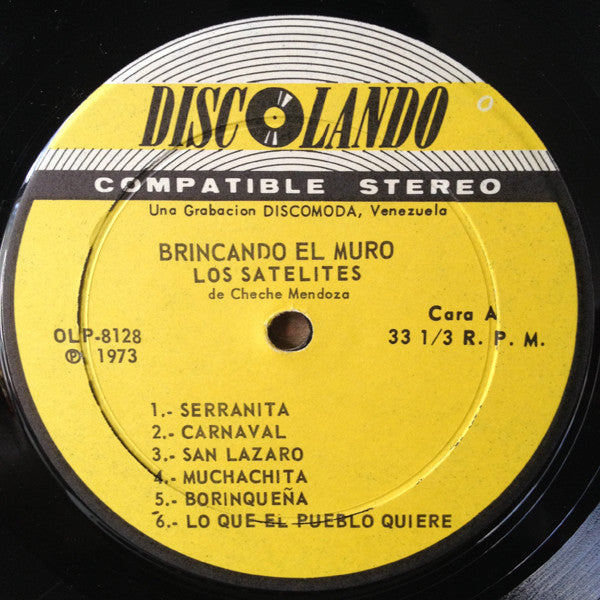 DISCOLANDO
COMPATIBLE STEREO
Una Grabacion DISCOMODA, Venezuela
BRINCANDO EL MURO
LOS SATELITES
de Cheche Mendoza
Cara A
OLP-8128
33 1/3 R. P. M.
℗ 1973
1.- SERRANITA
2.- CARNAVAL
3.- SAN LAZARO
4.- MUCHACHITA
5.- BORINQUEÑA
6.- LO QUE EL PUEBLO QUIERE